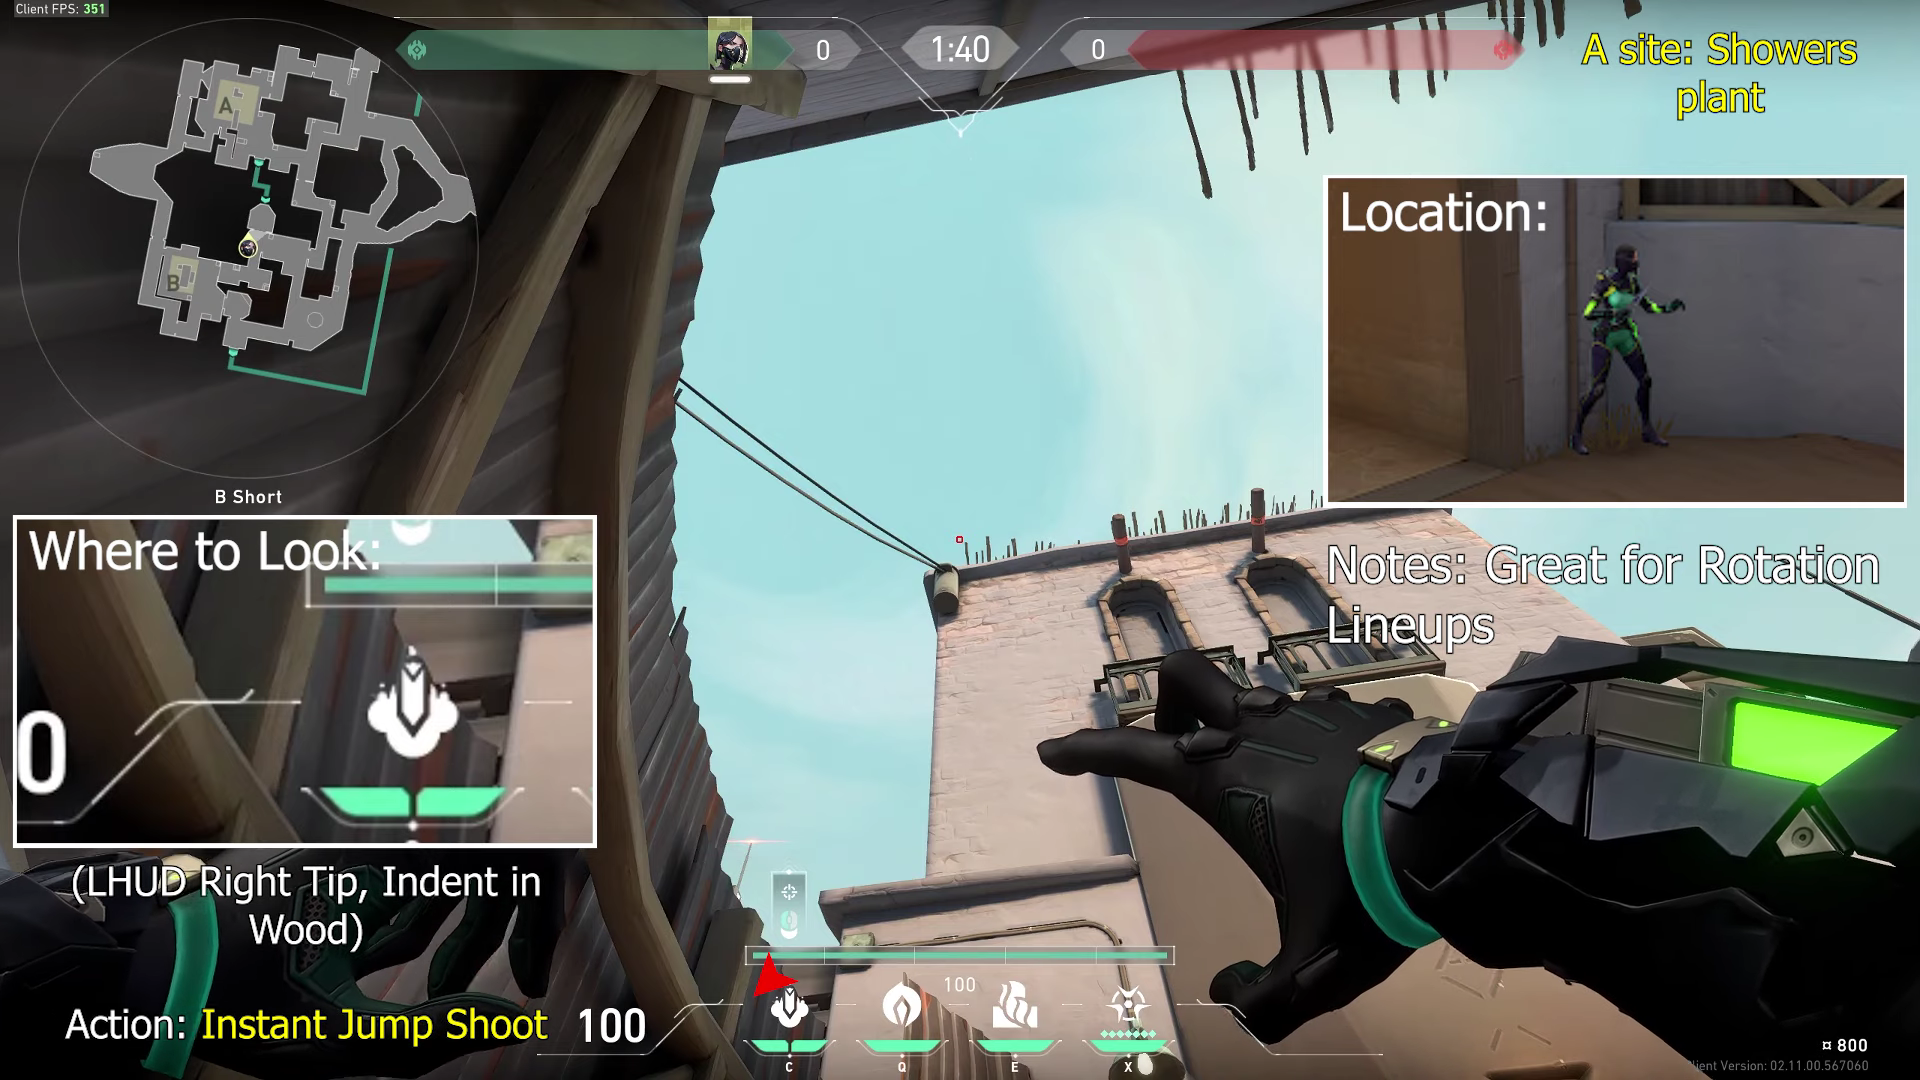 Client FPS: 351
0
1:40
0
A site: Showers
plant
A
B
Location:
B Short
Where to Look:
0
Notes: Great for Rotation
Lineups
(LHUD Right Tip, Indent in
Wood)
Action: Instant Jump Shoot
100
100
C
Q
E
X
¤ 800
lient Version: 02.11.00.567060